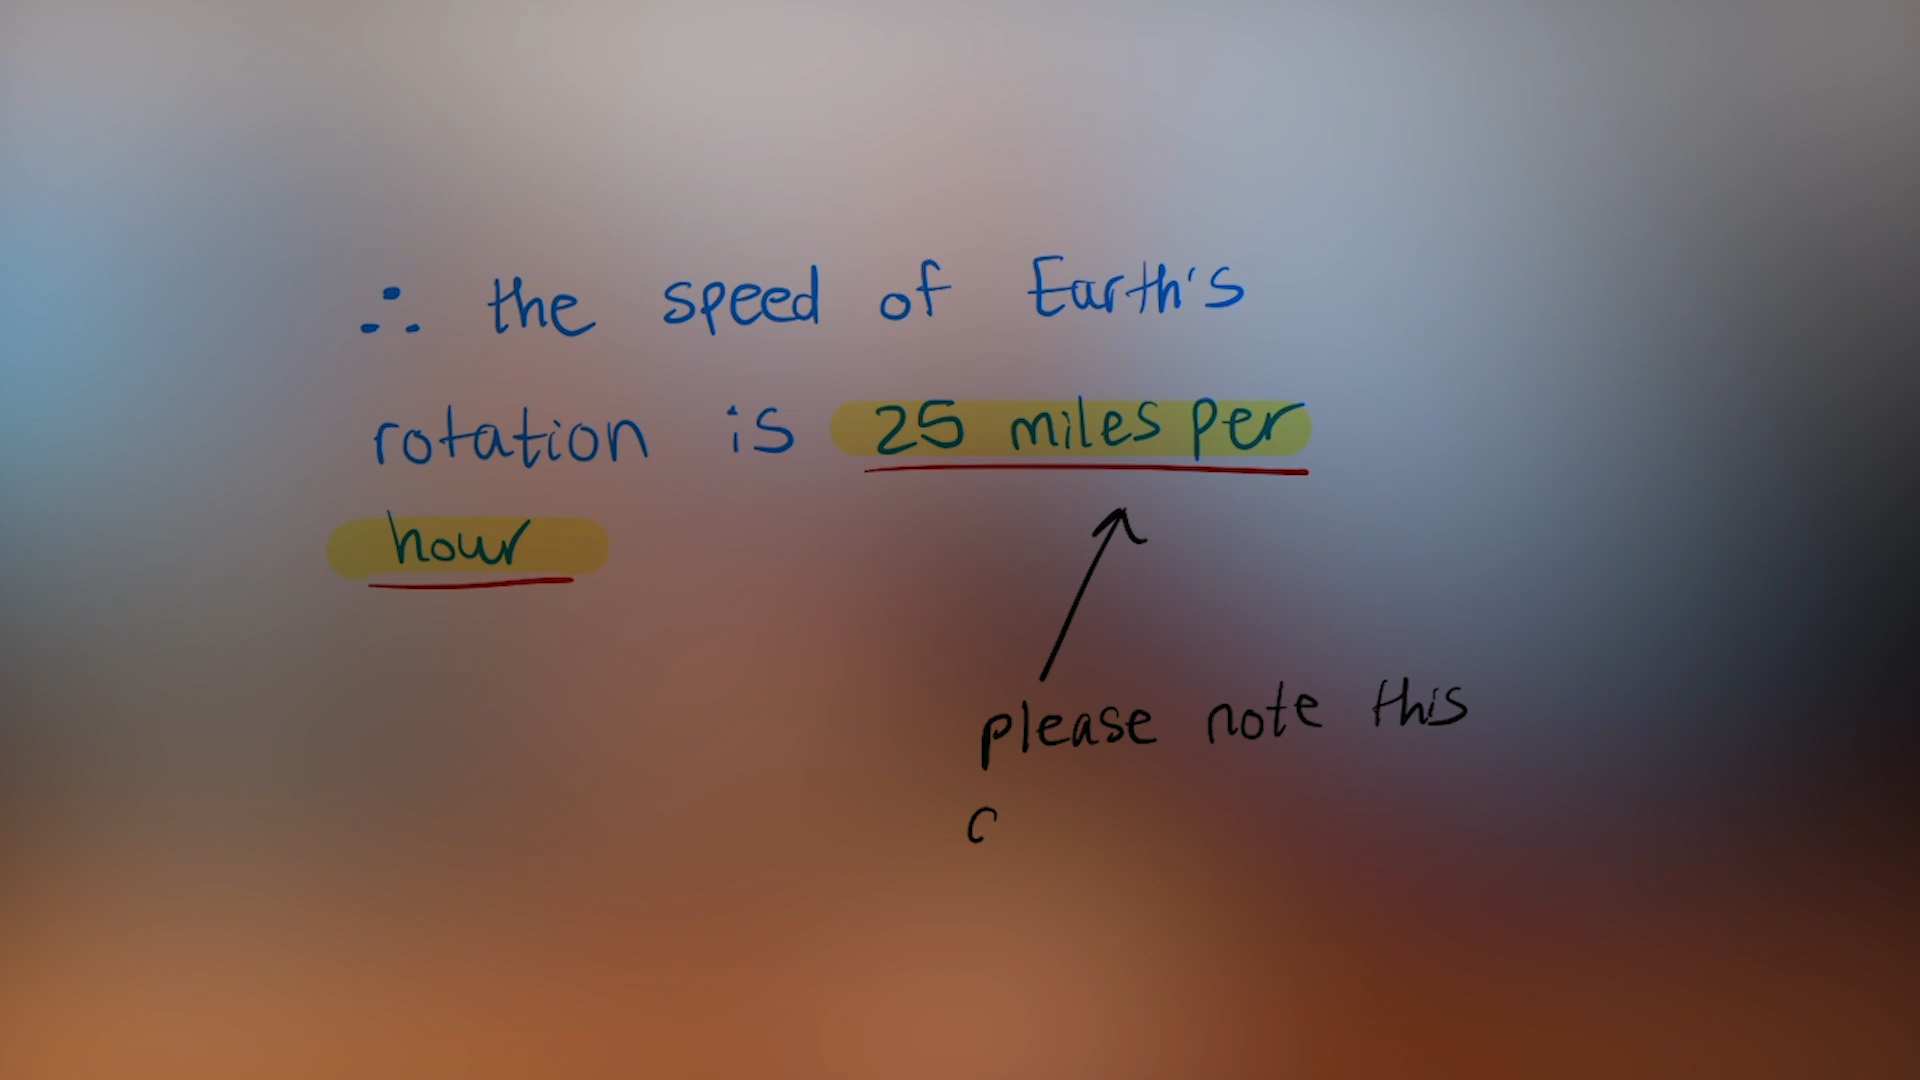 ∴ the speed of Earth's
rotation is 25 miles per
hour
please note this
c